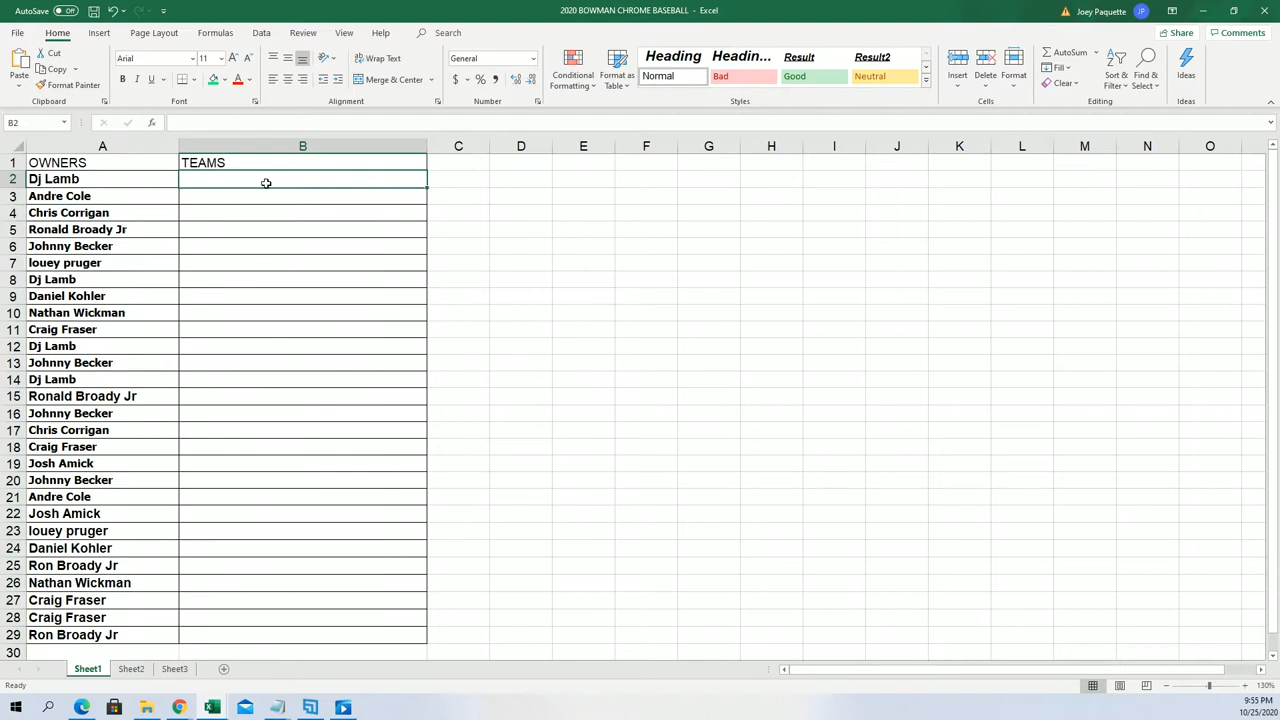 AutoSave Off
2020 BOWMAN CHROME BASEBALL - Excel
Joey Paquette JP
File Home Insert Page Layout Formulas Data Review View Help Search Share Comments
Paste Cut Copy Format Painter Clipboard
Arial 11 A A B I U A Font
Wrap Text Merge & Center Alignment
General $ % Number
Conditional Formatting Format as Table
Heading Headin... Result Result2
Normal Bad Good Neutral
Styles
Insert Delete Format Cells
AutoSum Fill Clear Sort & Filter Find & Select Editing
Ideas Ideas
B2 fx
A B C D E F G H I J K L M N O
1 OWNERS TEAMS
2 Dj Lamb
3 Andre Cole
4 Chris Corrigan
5 Ronald Broady Jr
6 Johnny Becker
7 louey pruger
8 Dj Lamb
9 Daniel Kohler
10 Nathan Wickman
11 Craig Fraser
12 Dj Lamb
13 Johnny Becker
14 Dj Lamb
15 Ronald Broady Jr
16 Johnny Becker
17 Chris Corrigan
18 Craig Fraser
19 Josh Amick
20 Johnny Becker
21 Andre Cole
22 Josh Amick
23 louey pruger
24 Daniel Kohler
25 Ron Broady Jr
26 Nathan Wickman
27 Craig Fraser
28 Craig Fraser
29 Ron Broady Jr
30
Sheet1 Sheet2 Sheet3
Ready 130%
9:55 PM
10/25/2020